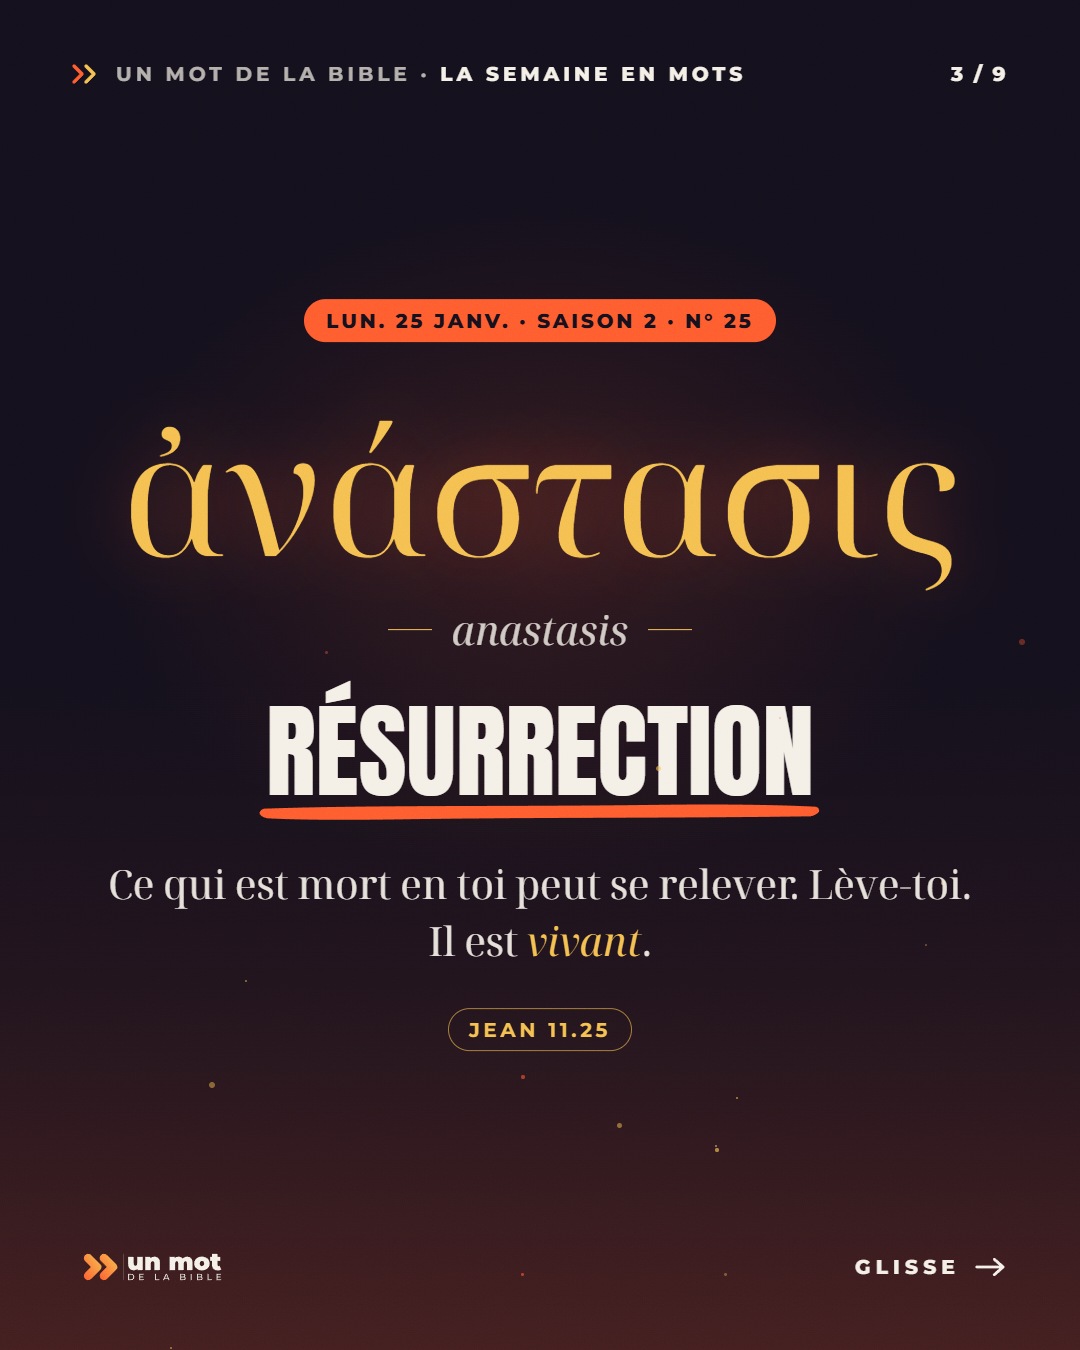 UN MOT DE LA BIBLE · LA SEMAINE EN MOTS
3 / 9
LUN. 25 JANV. · SAISON 2 · N° 25
ἀνάστασις
anastasis
RÉSURRECTION
Ce qui est mort en toi peut se relever. Lève-toi.
Il est vivant.
JEAN 11.25
un mot
DE LA BIBLE
GLISSE →